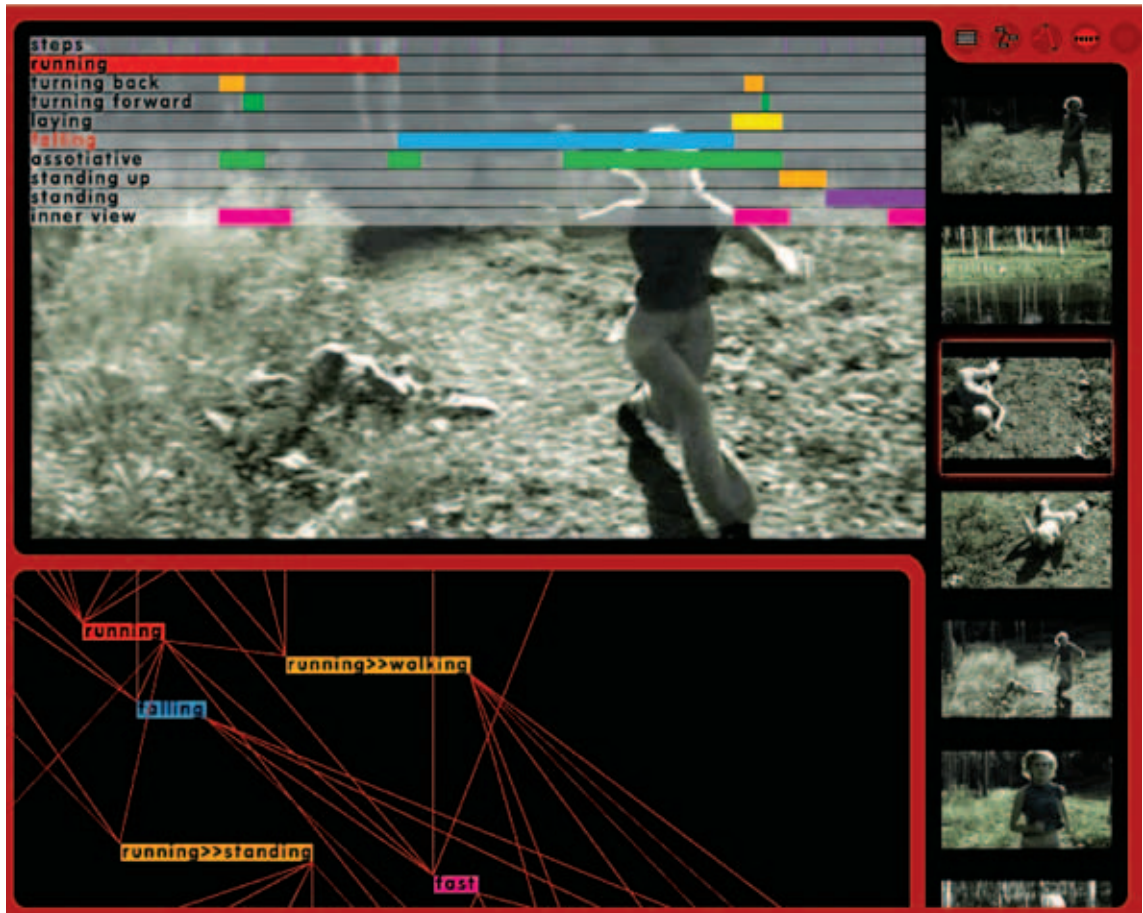 steps
running
turning back
turning forward
laying
falling
assotiative
standing up
standing
inner view
running
running>>walking
falling
running>>standing
fast